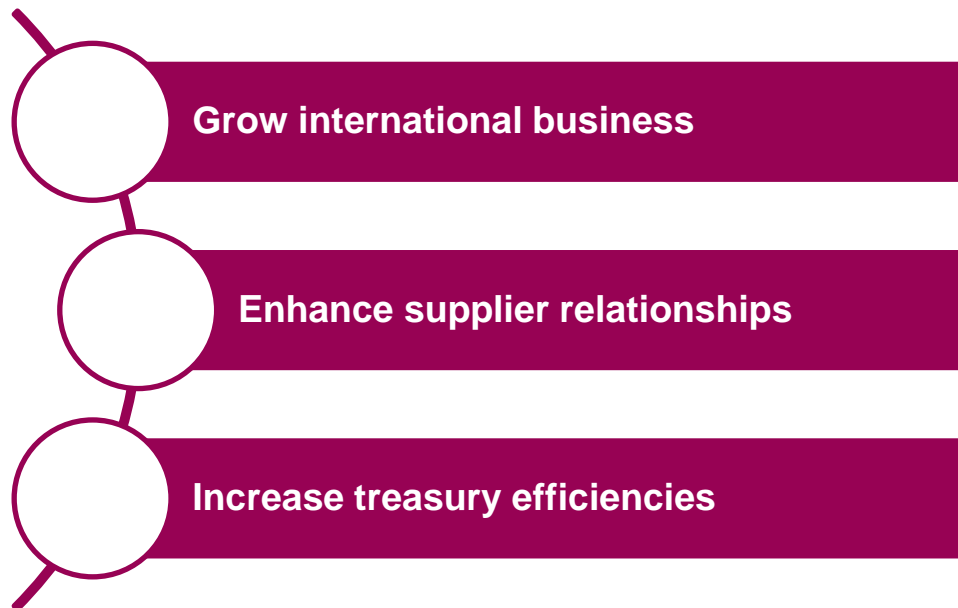 Grow international business
Enhance supplier relationships
Increase treasury efficiencies